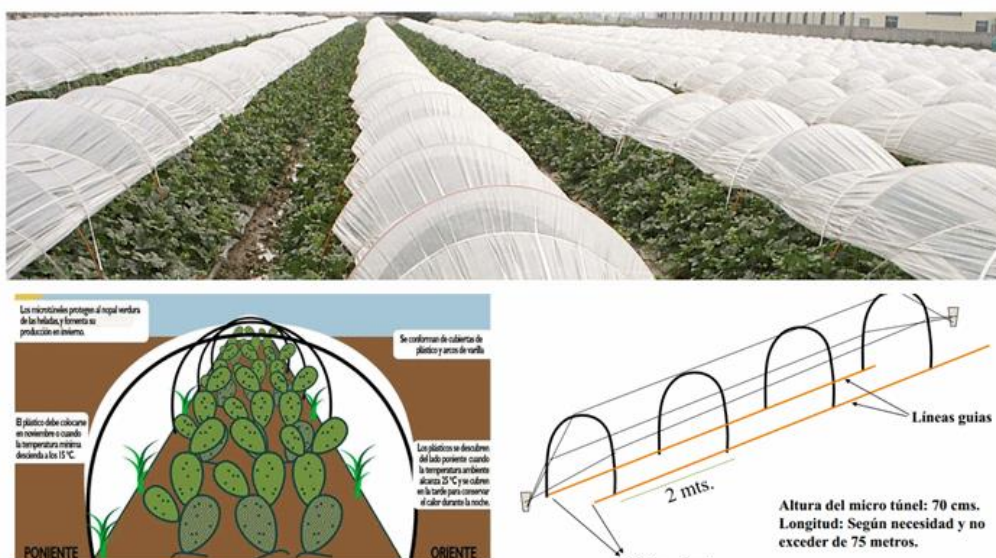 Los microtúneles protegen al nopal verdura
de las heladas, y fomenta su
producción en invierno.
Se conforman de cubiertas de
plástico y arcos de varilla
El plástico debe colocarse
en noviembre o cuando
la temperatura mínima
descienda a los 15 °C.
Los plásticos se descubren
del lado poniente cuando
la temperatura ambiente
alcanza 25 °C y se cubren
en la tarde para conservar
el calor durante la noche.
PONIENTE
ORIENTE
Líneas guias
2 mts.
Altura del micro túnel: 70 cms.
Longitud: Según necesidad y no
exceder de 75 metros.